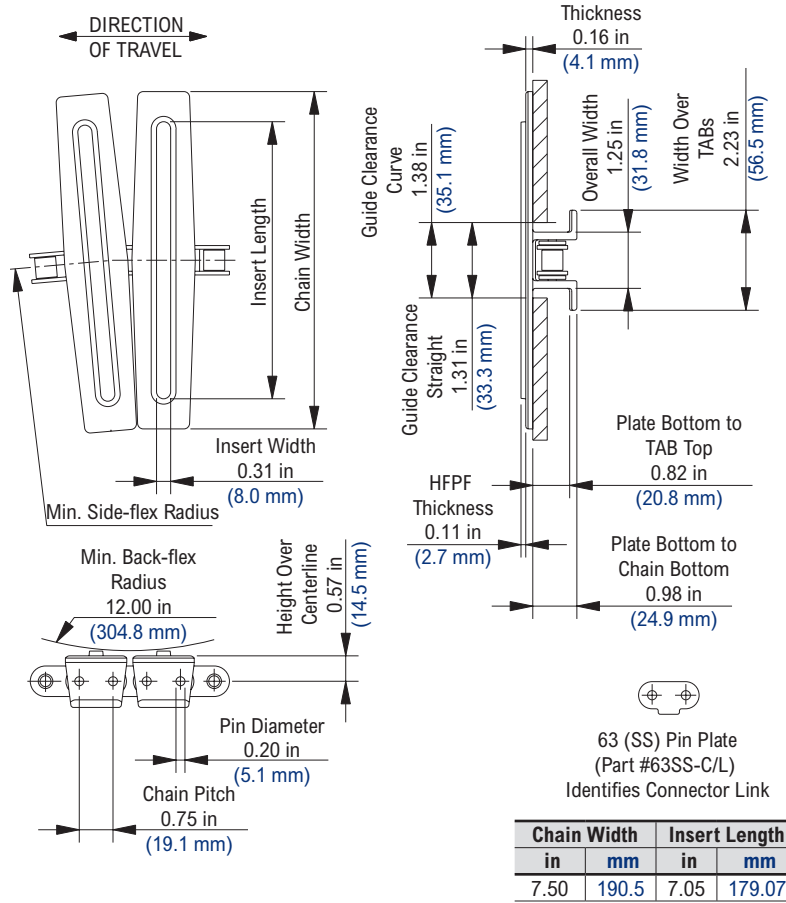 DIRECTION
OF TRAVEL
Insert Length
Chain Width
Insert Width
0.31 in
(8.0 mm)
Min. Side-flex Radius
Thickness
0.16 in
(4.1 mm)
Guide Clearance
Curve
1.38 in
(35.1 mm)
Overall Width
1.25 in
(31.8 mm)
Width Over
TABs
2.23 in
(56.5 mm)
Guide Clearance
Straight
1.31 in
(33.3 mm)
HFPF
Thickness
0.11 in
(2.7 mm)
Plate Bottom to
TAB Top
0.82 in
(20.8 mm)
Plate Bottom to
Chain Bottom
0.98 in
(24.9 mm)
Min. Back-flex
Radius
12.00 in
(304.8 mm)
Height Over
Centerline
0.57 in
(14.5 mm)
Pin Diameter
0.20 in
(5.1 mm)
Chain Pitch
0.75 in
(19.1 mm)
63 (SS) Pin Plate
(Part #63SS-C/L)
Identifies Connector Link
Chain Width Insert Length
in mm in mm
7.50 190.5 7.05 179.07